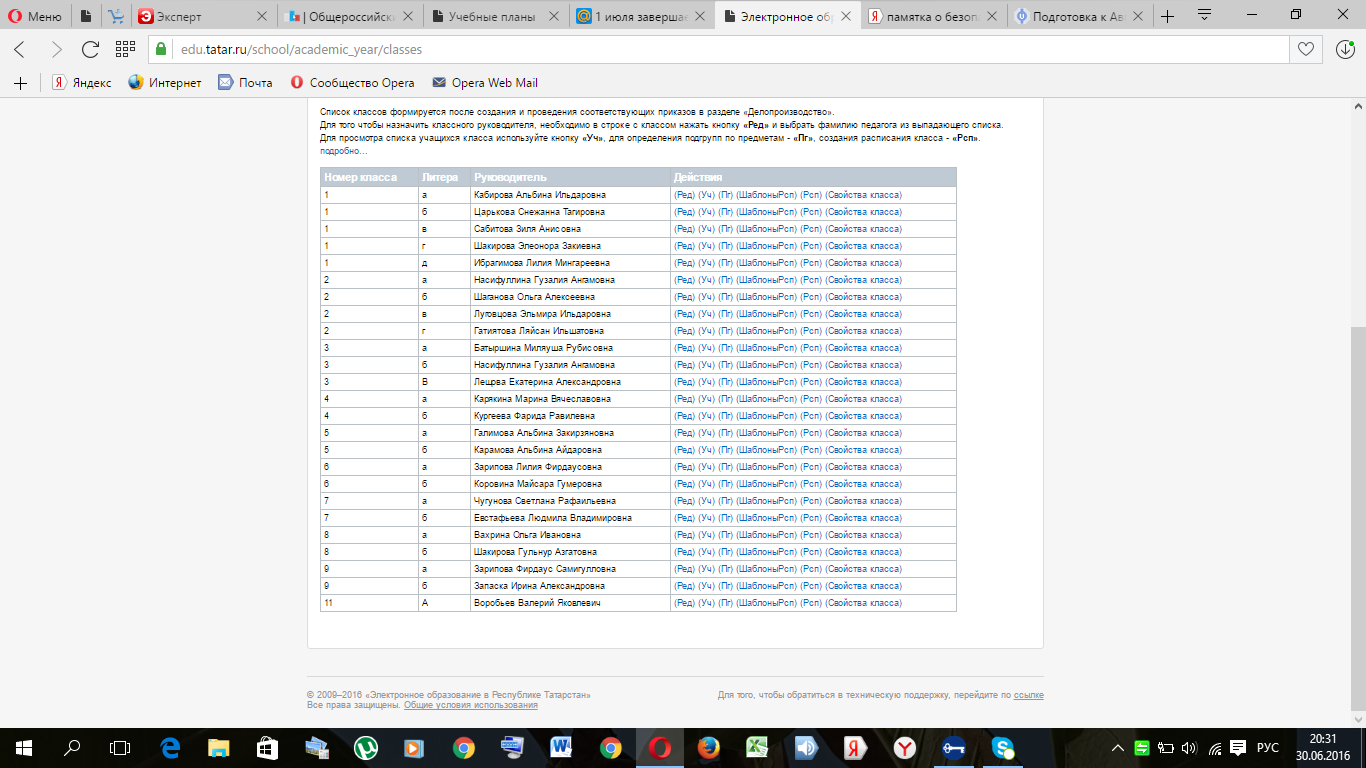 Меню
Эксперт
| Общероссийски
Учебные планы
1 июля завершае
Электронное обр
памятка о безоп
Подготовка к Ав
edu.tatar.ru/school/academic_year/classes
Яндекс Интернет Почта Сообщество Opera Opera Web Mail
Список классов формируется после создания и проведения соответствующих приказов в разделе «Делопроизводство».
Для того чтобы назначить классного руководителя, необходимо в строке с классом нажать кнопку «Ред» и выбрать фамилию педагога из выпадающего списка.
Для просмотра списка учащихся класса используйте кнопку «Уч», для определения подгрупп по предметам - «Пг», создания расписания класса - «Рсп».
подробно...
Номер класса Литера Руководитель Действия
1 а Кабирова Альбина Ильдаровна (Ред) (Уч) (Пг) (ШаблоныРсп) (Рсп) (Свойства класса)
1 б Царькова Снежанна Тагировна (Ред) (Уч) (Пг) (ШаблоныРсп) (Рсп) (Свойства класса)
1 в Сабитова Зиля Анисовна (Ред) (Уч) (Пг) (ШаблоныРсп) (Рсп) (Свойства класса)
1 г Шакирова Элеонора Закиевна (Ред) (Уч) (Пг) (ШаблоныРсп) (Рсп) (Свойства класса)
1 д Ибрагимова Лилия Мингареевна (Ред) (Уч) (Пг) (ШаблоныРсп) (Рсп) (Свойства класса)
2 а Насифуллина Гузалия Ангамовна (Ред) (Уч) (Пг) (ШаблоныРсп) (Рсп) (Свойства класса)
2 б Шаганова Ольга Алексеевна (Ред) (Уч) (Пг) (ШаблоныРсп) (Рсп) (Свойства класса)
2 в Луговцова Эльмира Ильдаровна (Ред) (Уч) (Пг) (ШаблоныРсп) (Рсп) (Свойства класса)
2 г Гатиятова Ляйсан Ильшатовна (Ред) (Уч) (Пг) (ШаблоныРсп) (Рсп) (Свойства класса)
3 а Батыршина Миляуша Рубисовна (Ред) (Уч) (Пг) (ШаблоныРсп) (Рсп) (Свойства класса)
3 б Насифуллина Гузалия Ангамовна (Ред) (Уч) (Пг) (ШаблоныРсп) (Рсп) (Свойства класса)
3 В Лещрва Екатерина Александровна (Ред) (Уч) (Пг) (ШаблоныРсп) (Рсп) (Свойства класса)
4 а Карякина Марина Вячеславовна (Ред) (Уч) (Пг) (ШаблоныРсп) (Рсп) (Свойства класса)
4 б Кургеева Фарида Равилевна (Ред) (Уч) (Пг) (ШаблоныРсп) (Рсп) (Свойства класса)
5 а Галимова Альбина Закирзяновна (Ред) (Уч) (Пг) (ШаблоныРсп) (Рсп) (Свойства класса)
5 б Карамова Альбина Айдаровна (Ред) (Уч) (Пг) (ШаблоныРсп) (Рсп) (Свойства класса)
6 а Зарипова Лилия Фирдаусовна (Ред) (Уч) (Пг) (ШаблоныРсп) (Рсп) (Свойства класса)
6 б Коровина Майсара Гумеровна (Ред) (Уч) (Пг) (ШаблоныРсп) (Рсп) (Свойства класса)
7 а Чугунова Светлана Рафаильевна (Ред) (Уч) (Пг) (ШаблоныРсп) (Рсп) (Свойства класса)
7 б Евстафьева Людмила Владимировна (Ред) (Уч) (Пг) (ШаблоныРсп) (Рсп) (Свойства класса)
8 а Вахрина Ольга Ивановна (Ред) (Уч) (Пг) (ШаблоныРсп) (Рсп) (Свойства класса)
8 б Шакирова Гульнур Азгатовна (Ред) (Уч) (Пг) (ШаблоныРсп) (Рсп) (Свойства класса)
9 а Зарипова Фирдаус Самигулловна (Ред) (Уч) (Пг) (ШаблоныРсп) (Рсп) (Свойства класса)
9 б Запаска Ирина Александровна (Ред) (Уч) (Пг) (ШаблоныРсп) (Рсп) (Свойства класса)
11 А Воробьев Валерий Яковлевич (Ред) (Уч) (Пг) (ШаблоныРсп) (Рсп) (Свойства класса)
© 2009–2016 «Электронное образование в Республике Татарстан»
Все права защищены. Общие условия использования
Для того, чтобы обратиться в техническую поддержку, перейдите по ссылке
РУС
20:31
30.06.2016